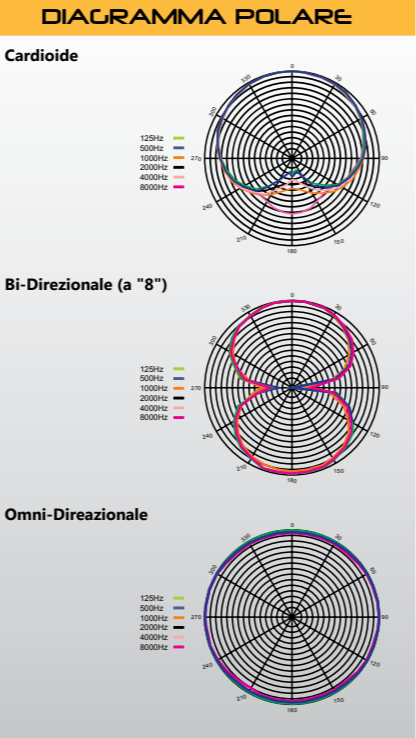 DIAGRAMMA POLARE
Cardioide
0
330
30
300
60
125Hz
500Hz
1000Hz
2000Hz
4000Hz
8000Hz
270
90
240
120
210
150
Bi-Direzionale (a "8")
0
330
30
300
60
125Hz
500Hz
1000Hz
2000Hz
4000Hz
8000Hz
270
90
240
120
210
150
180
Omni-Direazionale
0
330
30
300
60
125Hz
500Hz
1000Hz
2000Hz
4000Hz
8000Hz
270
90
240
120
210
150
180